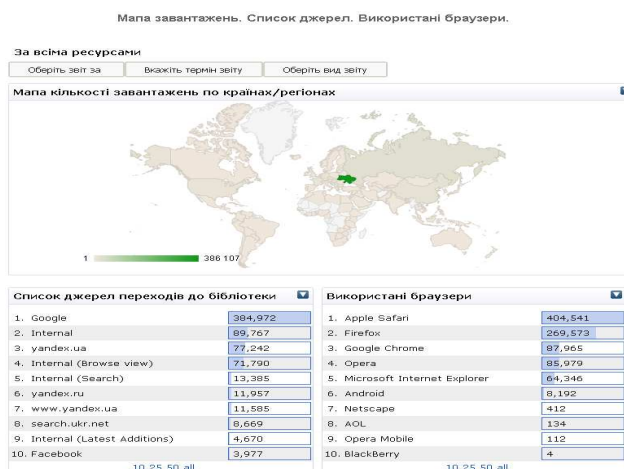 Мапа завантажень. Список джерел. Використані браузери.
За всіма ресурсами
Оберіть звіт за Вкажіть термін звіту Оберіть вид звіту
Мапа кількості завантажень по країнах/регіонах
1 386 107
Список джерел переходів до бібліотеки
1. Google 384,972
2. Internal 89,767
3. yandex.ua 77,242
4. Internal (Browse view) 71,790
5. Internal (Search) 13,385
6. yandex.ru 11,957
7. www.yandex.ua 11,585
8. search.ukr.net 8,669
9. Internal (Latest Additions) 4,670
10. Facebook 3,977
10 25 50 all
Використані браузери
1. Apple Safari 404,541
2. Firefox 269,573
3. Google Chrome 87,965
4. Opera 85,979
5. Microsoft Internet Explorer 64,346
6. Android 8,192
7. Netscape 412
8. AOL 134
9. Opera Mobile 112
10. BlackBerry 4
10 25 50 all